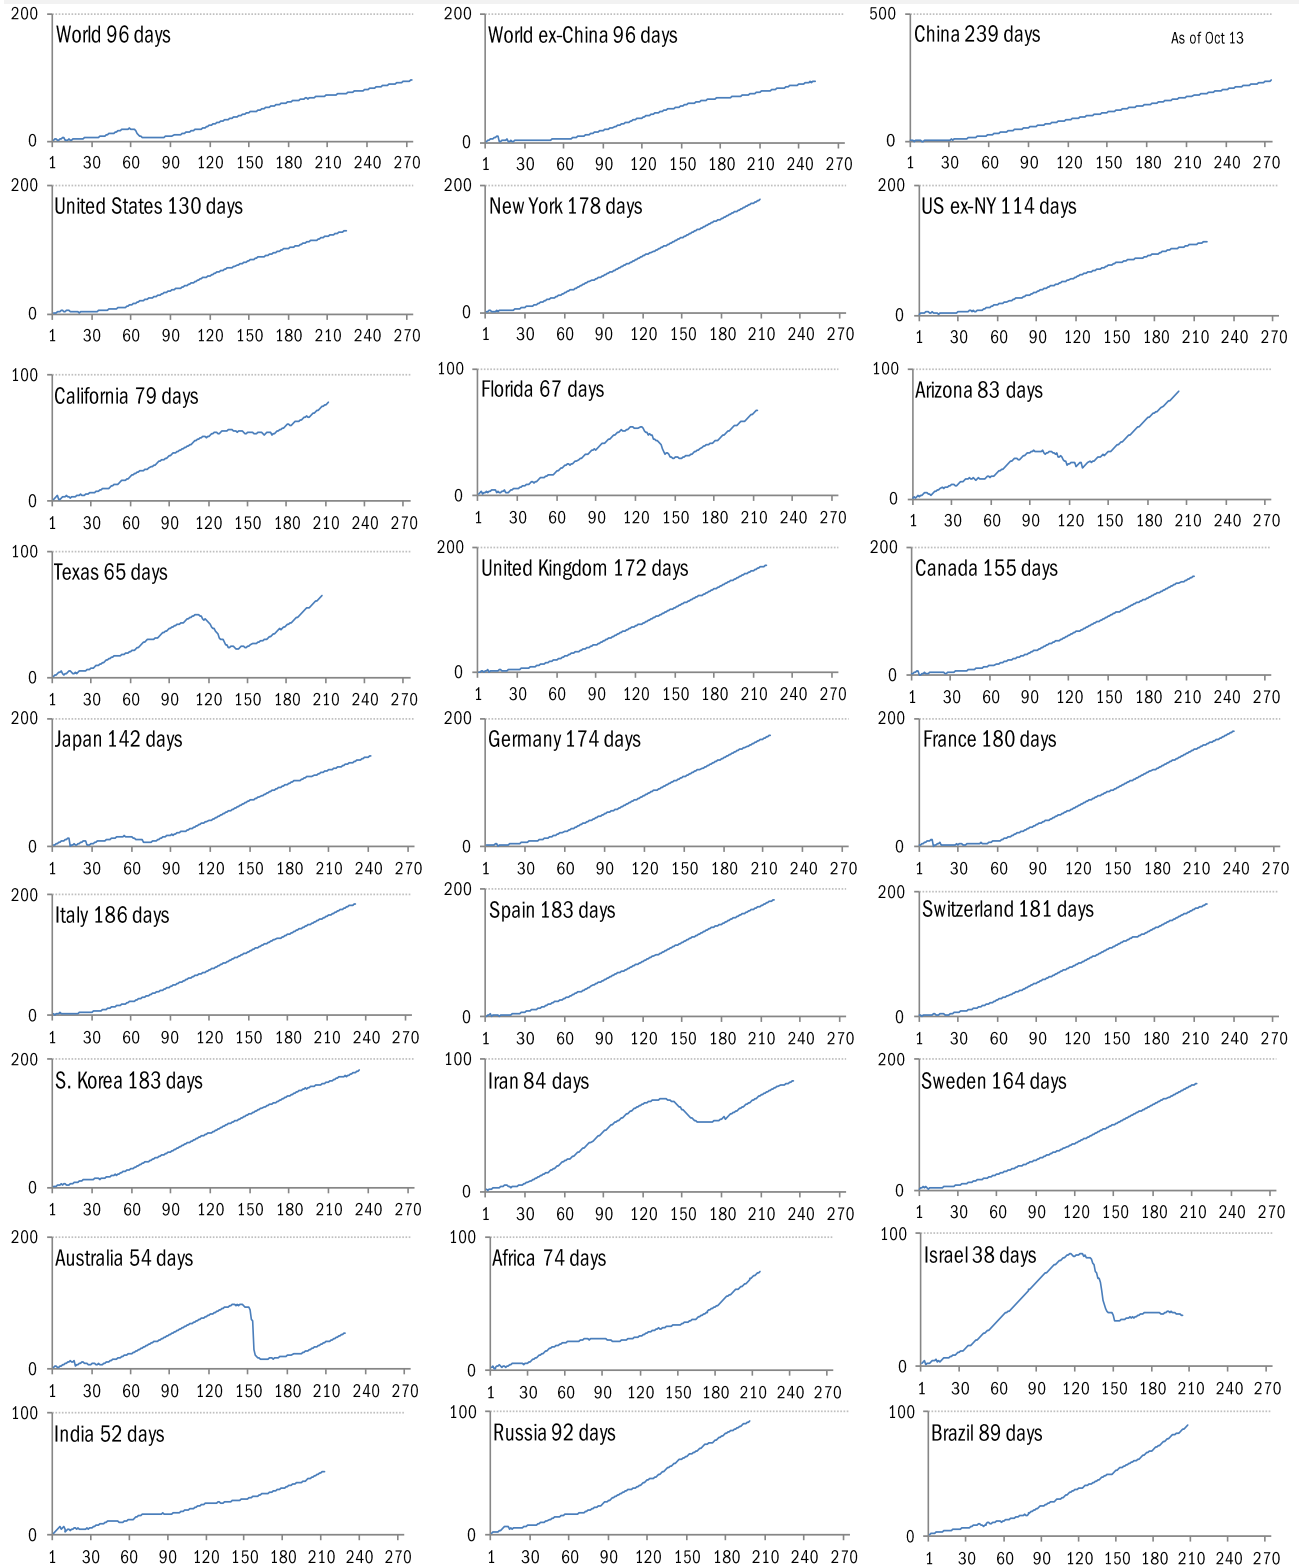 200
World 96 days
0
1 30 60 90 120 150 180 210 240 270
200
World ex-China 96 days
0
1 30 60 90 120 150 180 210 240 270
500
China 239 days
As of Oct 13
0
1 30 60 90 120 150 180 210 240 270
200
United States 130 days
0
1 30 60 90 120 150 180 210 240 270
200
New York 178 days
0
1 30 60 90 120 150 180 210 240 270
200
US ex-NY 114 days
0
1 30 60 90 120 150 180 210 240 270
100
California 79 days
0
1 30 60 90 120 150 180 210 240 270
100
Florida 67 days
0
1 30 60 90 120 150 180 210 240 270
100
Arizona 83 days
0
1 30 60 90 120 150 180 210 240 270
100
Texas 65 days
0
1 30 60 90 120 150 180 210 240 270
200
United Kingdom 172 days
0
1 30 60 90 120 150 180 210 240 270
200
Canada 155 days
0
1 30 60 90 120 150 180 210 240 270
200
Japan 142 days
0
1 30 60 90 120 150 180 210 240 270
200
Germany 174 days
0
1 30 60 90 120 150 180 210 240 270
200
France 180 days
0
1 30 60 90 120 150 180 210 240 270
200
Italy 186 days
0
1 30 60 90 120 150 180 210 240 270
200
Spain 183 days
0
1 30 60 90 120 150 180 210 240 270
200
Switzerland 181 days
0
1 30 60 90 120 150 180 210 240 270
200
S. Korea 183 days
0
1 30 60 90 120 150 180 210 240 270
100
Iran 84 days
0
1 30 60 90 120 150 180 210 240 270
200
Sweden 164 days
0
1 30 60 90 120 150 180 210 240 270
200
Australia 54 days
0
1 30 60 90 120 150 180 210 240 270
100
Africa 74 days
0
1 30 60 90 120 150 180 210 240 270
100
Israel 38 days
0
1 30 60 90 120 150 180 210 240 270
100
India 52 days
0
1 30 60 90 120 150 180 210 240 270
100
Russia 92 days
0
1 30 60 90 120 150 180 210 240 270
100
Brazil 89 days
0
1 30 60 90 120 150 180 210 240 270